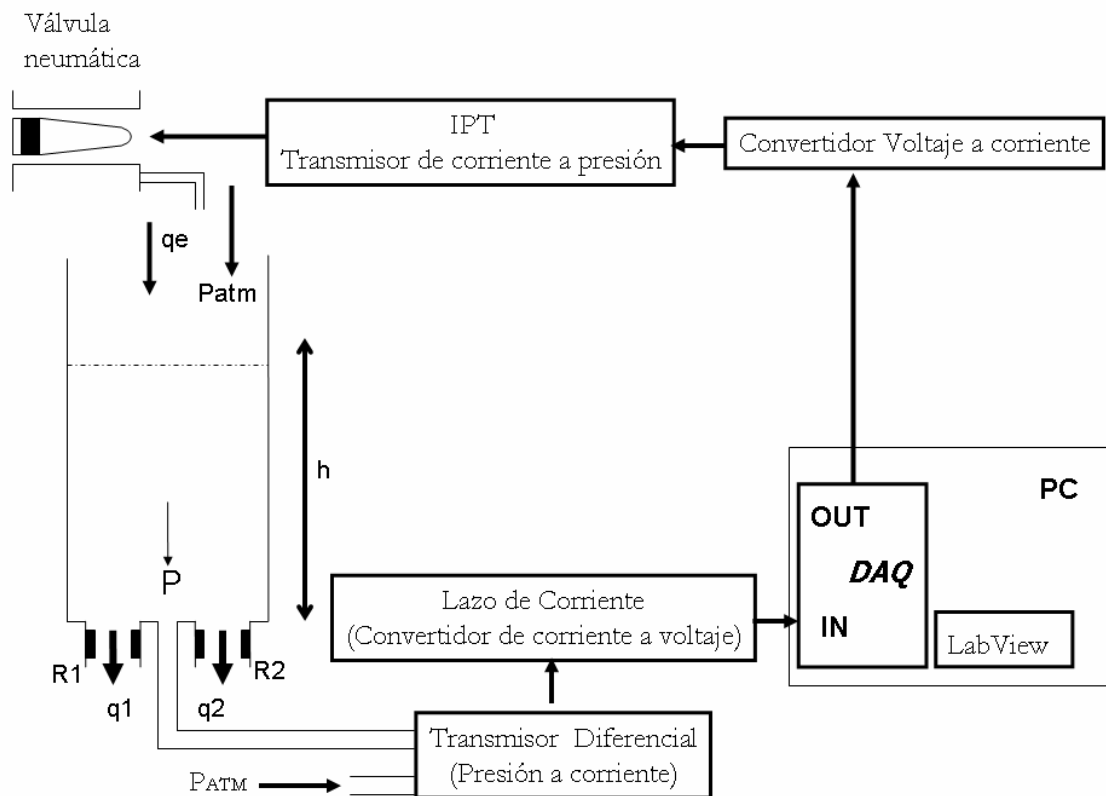 Válvula
neumática
IPT
Transmisor de corriente a presión
Convertidor Voltaje a corriente
qe
Patm
h
P
PC
OUT
DAQ
IN
LabView
Lazo de Corriente
(Convertidor de corriente a voltaje)
R1
R2
q1
q2
Transmisor Diferencial
(Presión a corriente)
PATM